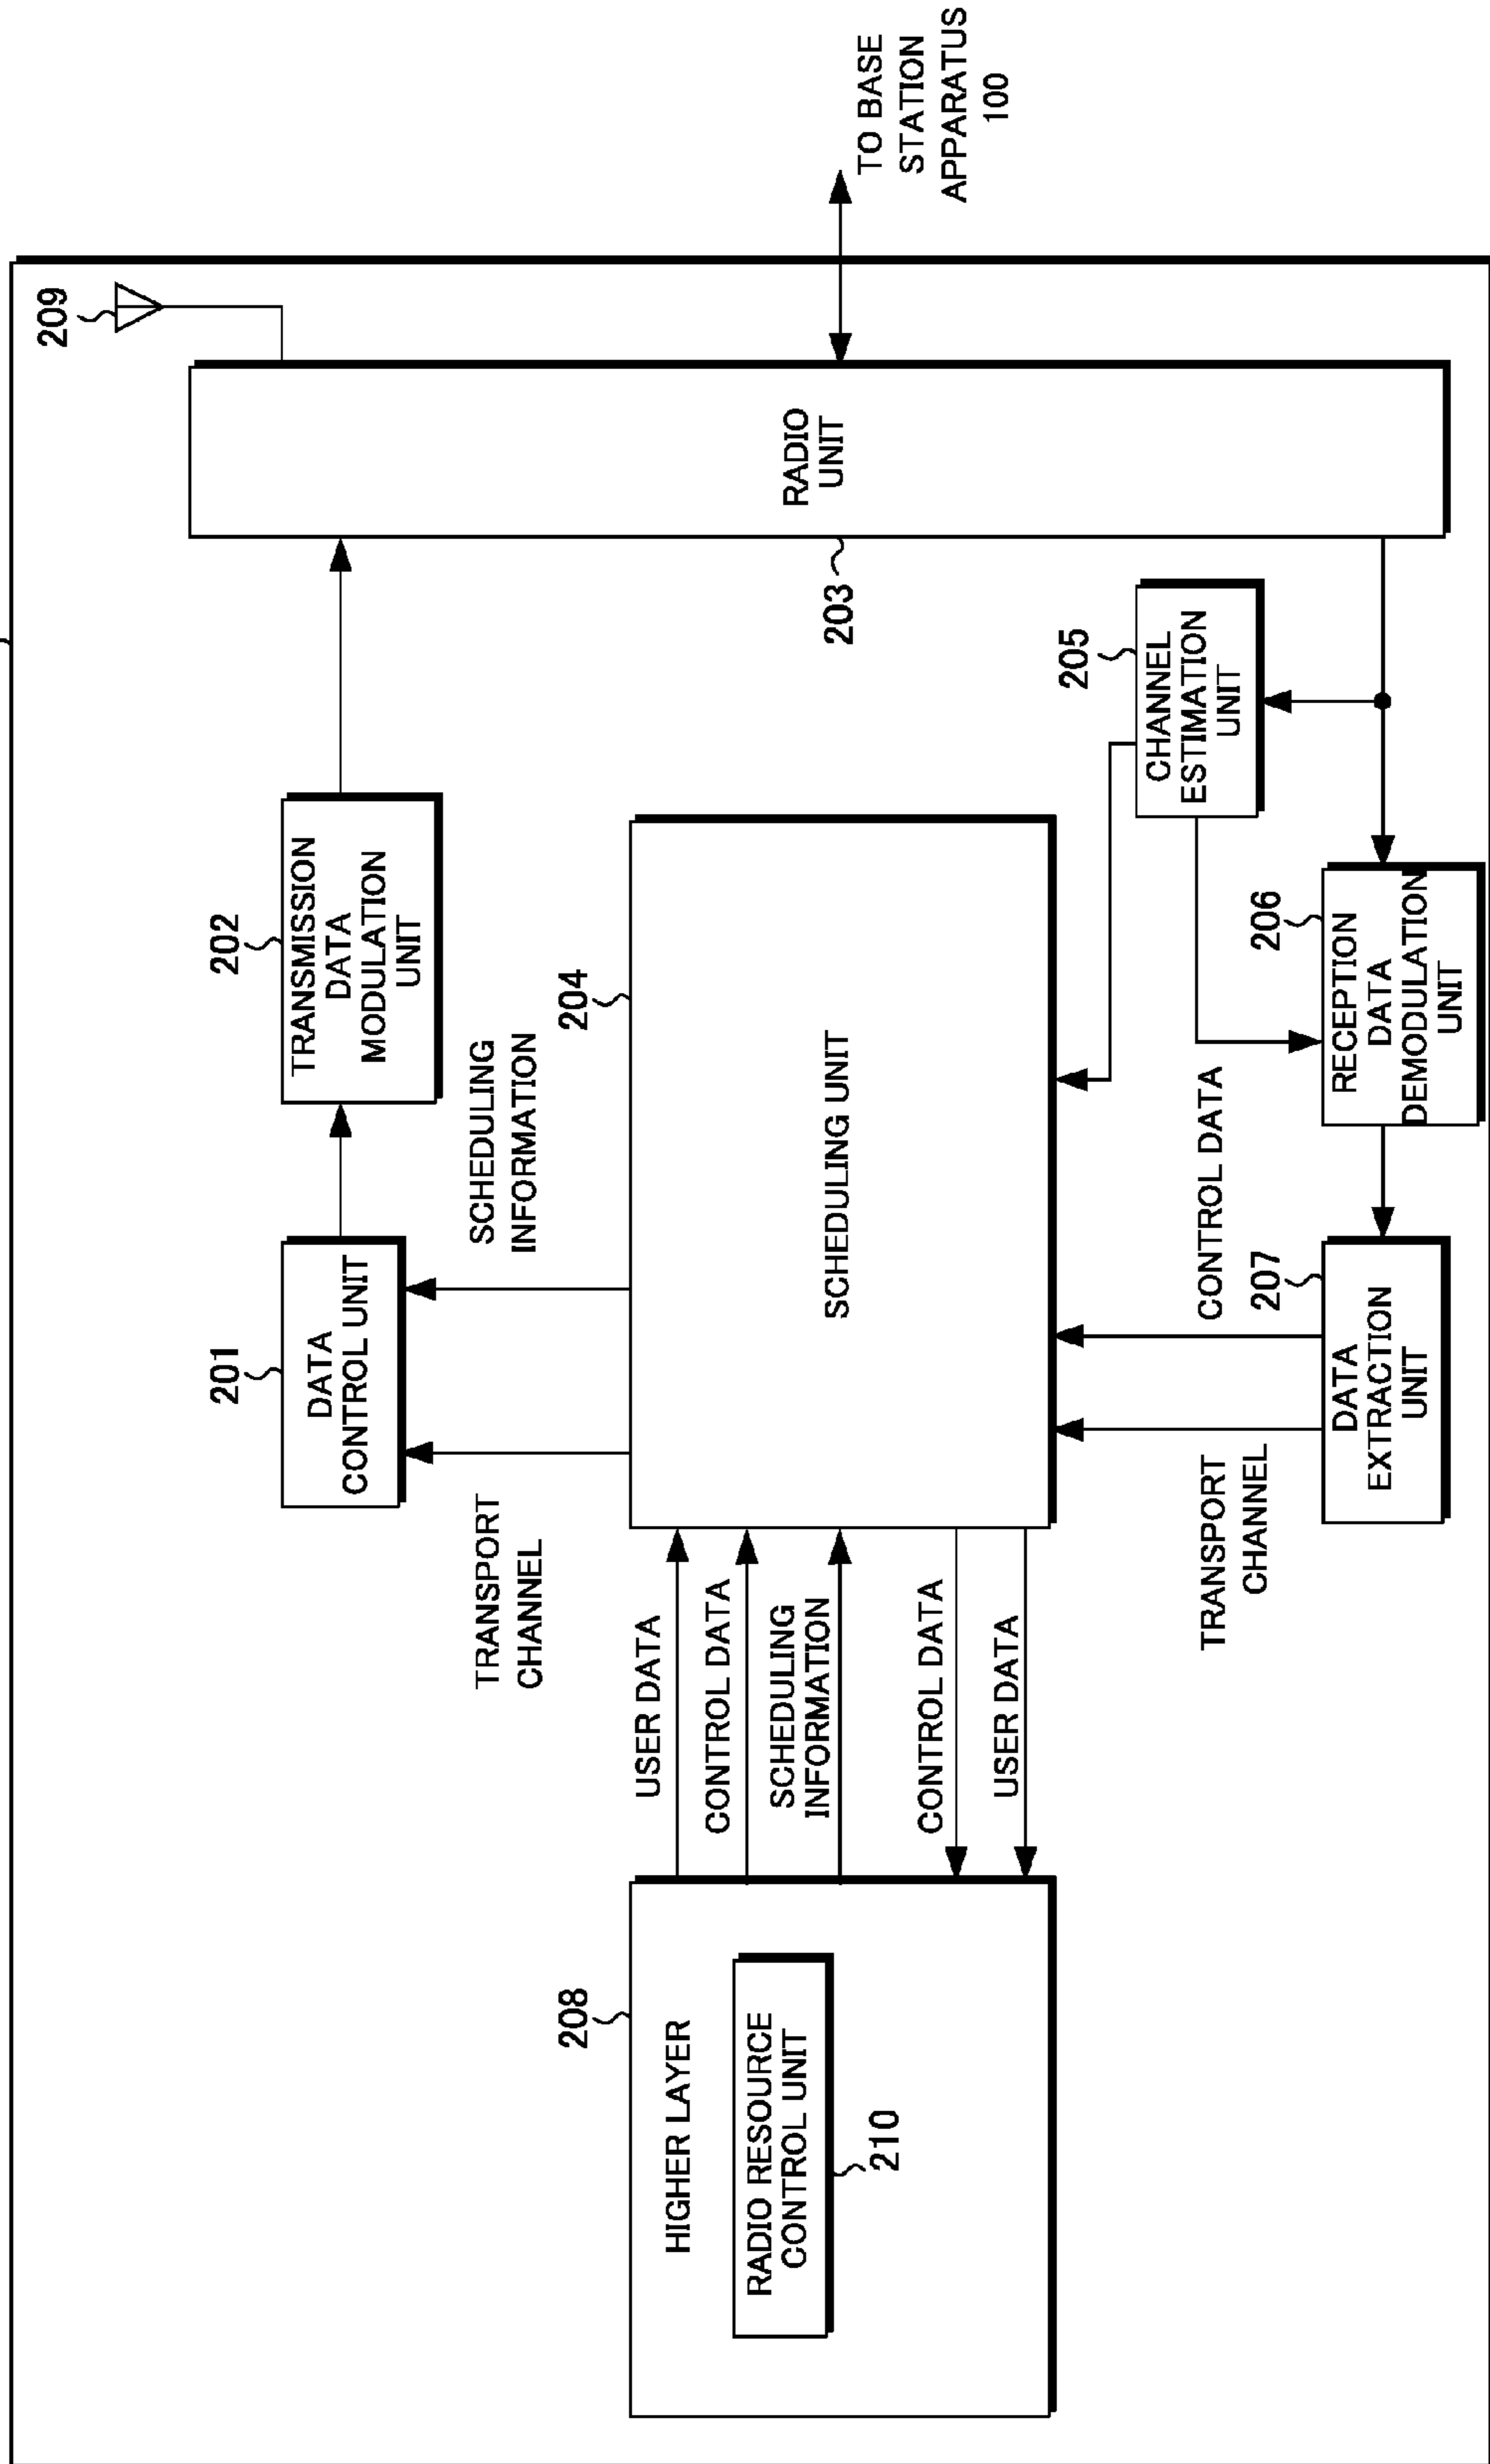 209
TO BASE
STATION
APPARATUS
100
RADIO
UNIT
203
202
TRANSMISSION
DATA
MODULATION
UNIT
205
CHANNEL
ESTIMATION
UNIT
206
RECEPTION
DATA
DEMODULATION
UNIT
201
DATA
CONTROL UNIT
SCHEDULING
INFORMATION
TRANSPORT
CHANNEL
204
SCHEDULING UNIT
CONTROL DATA
207
DATA
EXTRACTION
UNIT
TRANSPORT
CHANNEL
USER DATA
CONTROL DATA
SCHEDULING
INFORMATION
CONTROL DATA
USER DATA
208
HIGHER LAYER
RADIO RESOURCE
CONTROL UNIT
210